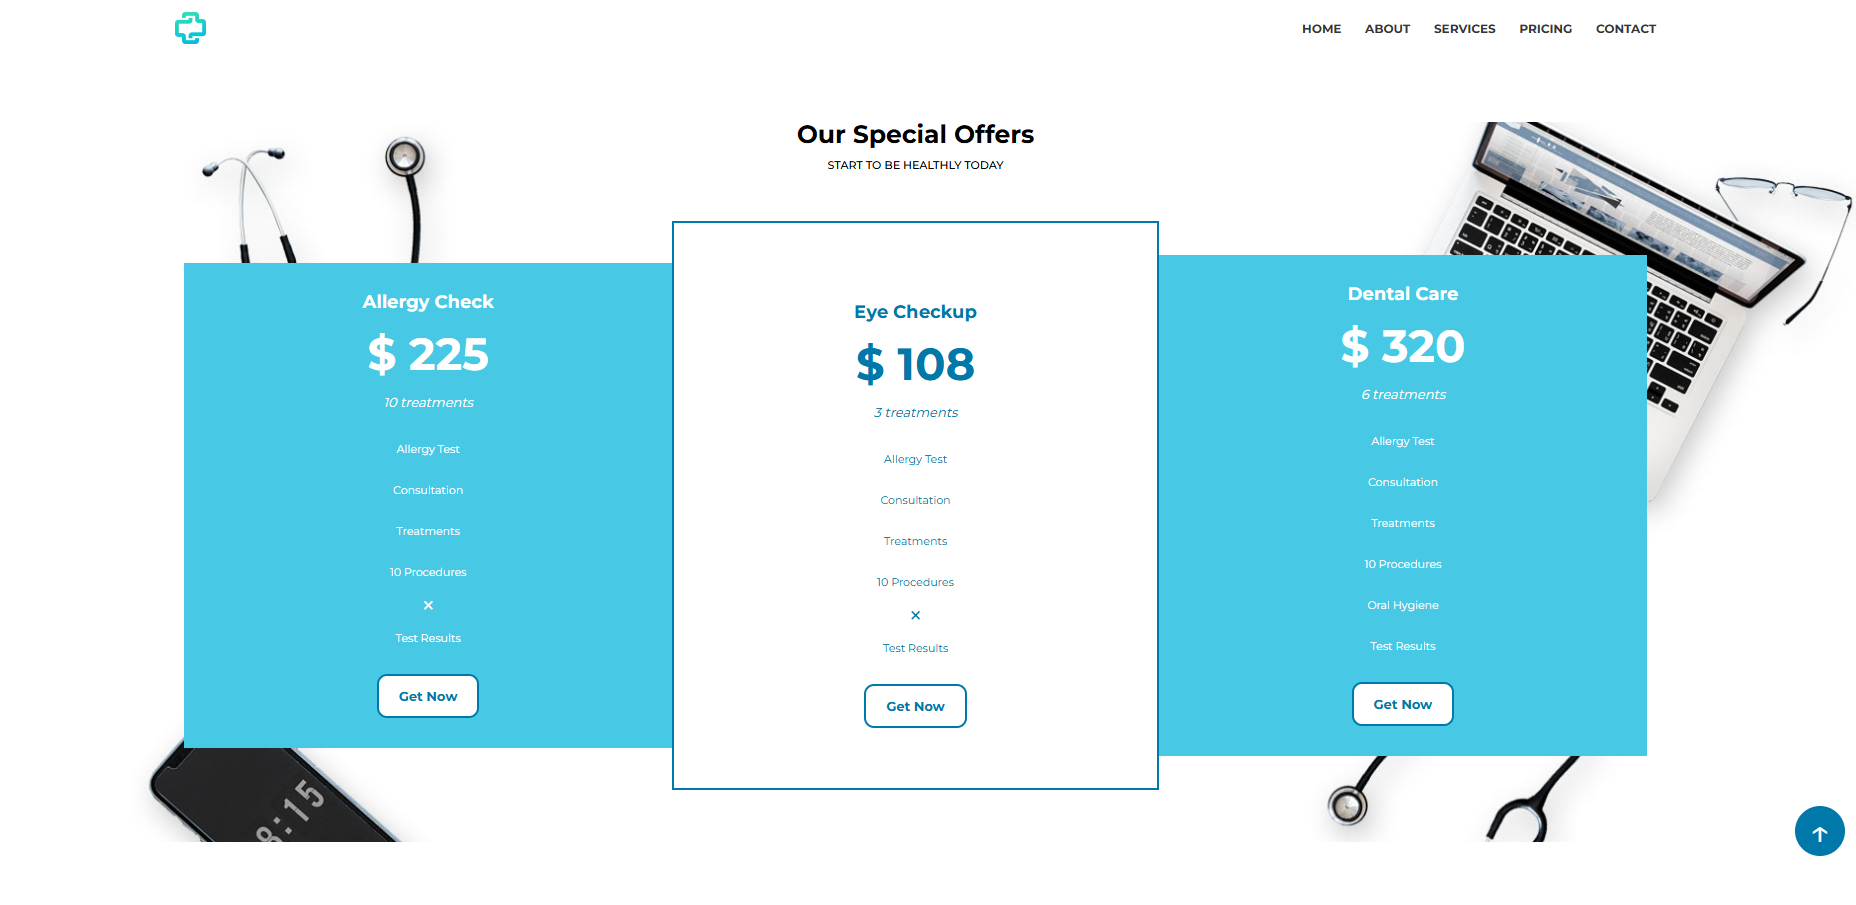 HOME ABOUT SERVICES PRICING CONTACT
Our Special Offers
START TO BE HEALTHLY TODAY
Allergy Check
$ 225
10 treatments
Allergy Test
Consultation
Treatments
10 Procedures
×
Test Results
Get Now
Eye Checkup
$ 108
3 treatments
Allergy Test
Consultation
Treatments
10 Procedures
×
Test Results
Get Now
Dental Care
$ 320
6 treatments
Allergy Test
Consultation
Treatments
10 Procedures
Oral Hygiene
Test Results
Get Now
8:15